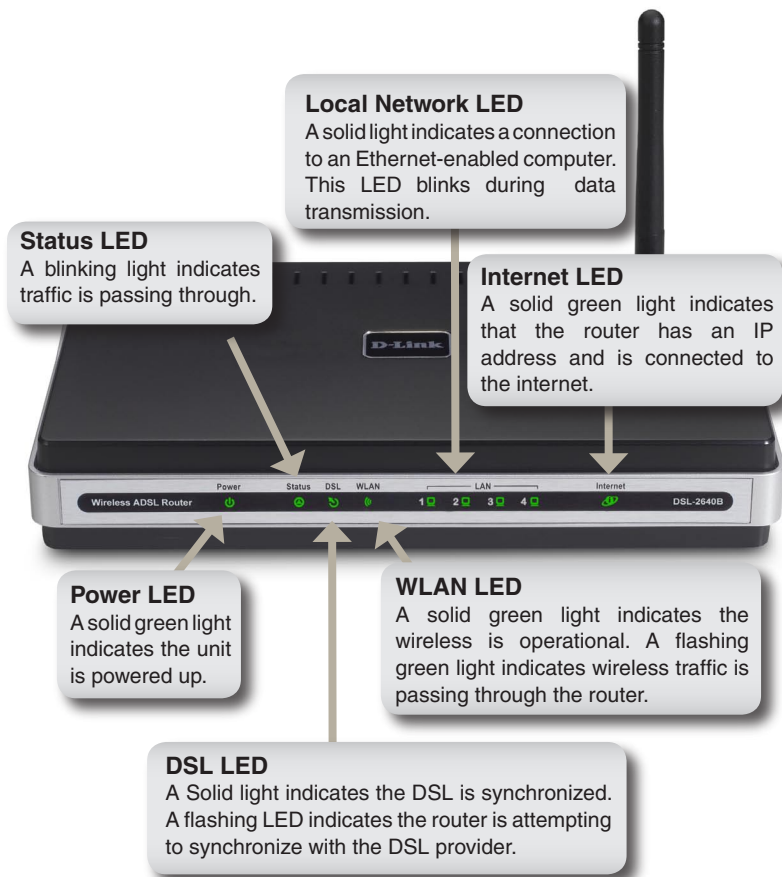 Local Network LED
A solid light indicates a connection
to an Ethernet-enabled computer.
This LED blinks during data
transmission.
Status LED
A blinking light indicates
traffic is passing through.
Internet LED
A solid green light indicates
that the router has an IP
address and is connected to
the internet.
D-Link
Power Status DSL WLAN LAN Internet
Wireless ADSL Router 1 2 3 4 DSL-2640B
Power LED
A solid green light
indicates the unit
is powered up.
WLAN LED
A solid green light indicates the
wireless is operational. A flashing
green light indicates wireless traffic is
passing through the router.
DSL LED
A Solid light indicates the DSL is synchronized.
A flashing LED indicates the router is attempting
to synchronize with the DSL provider.